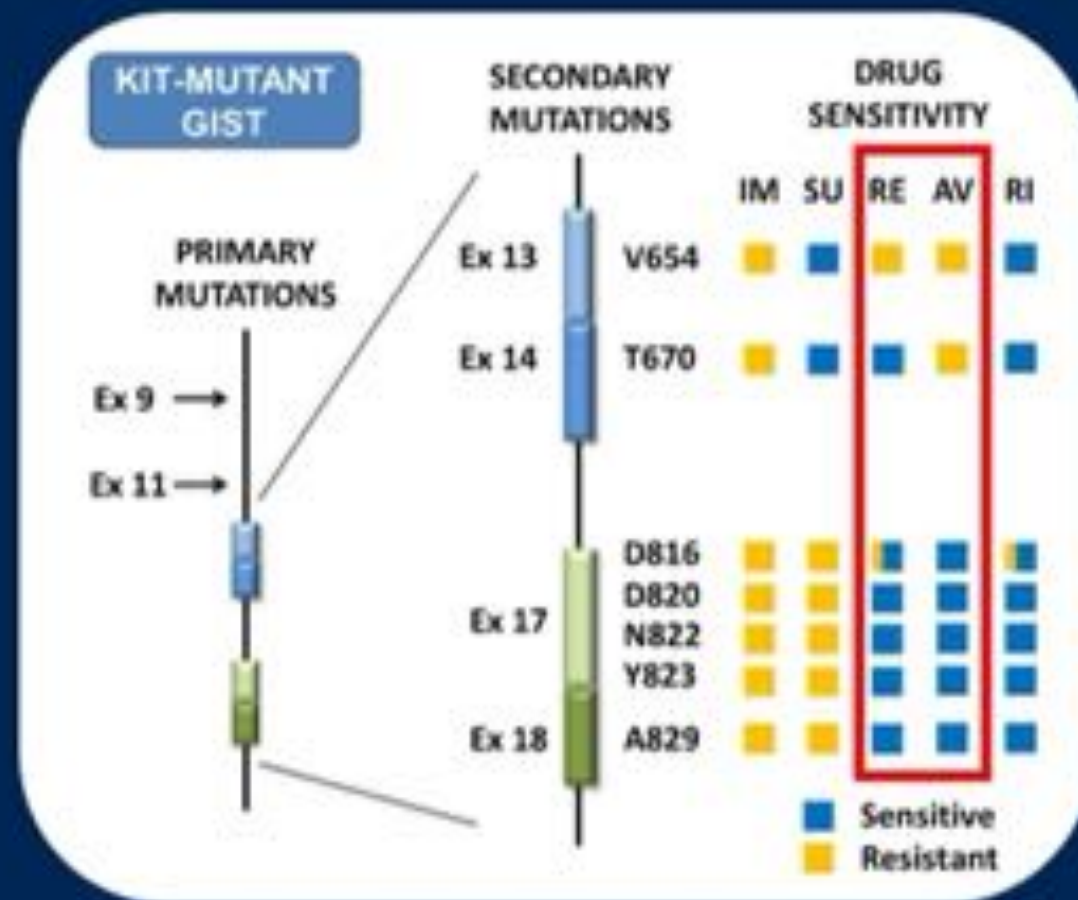 KIT-MUTANT
GIST
PRIMARY
MUTATIONS
Ex 9
Ex 11
SECONDARY
MUTATIONS
DRUG
SENSITIVITY
IM SU RE AV RI
Ex 13 V654
Ex 14 T670
D816
D820
Ex 17
N822
Y823
Ex 18 A829
Sensitive
Resistant